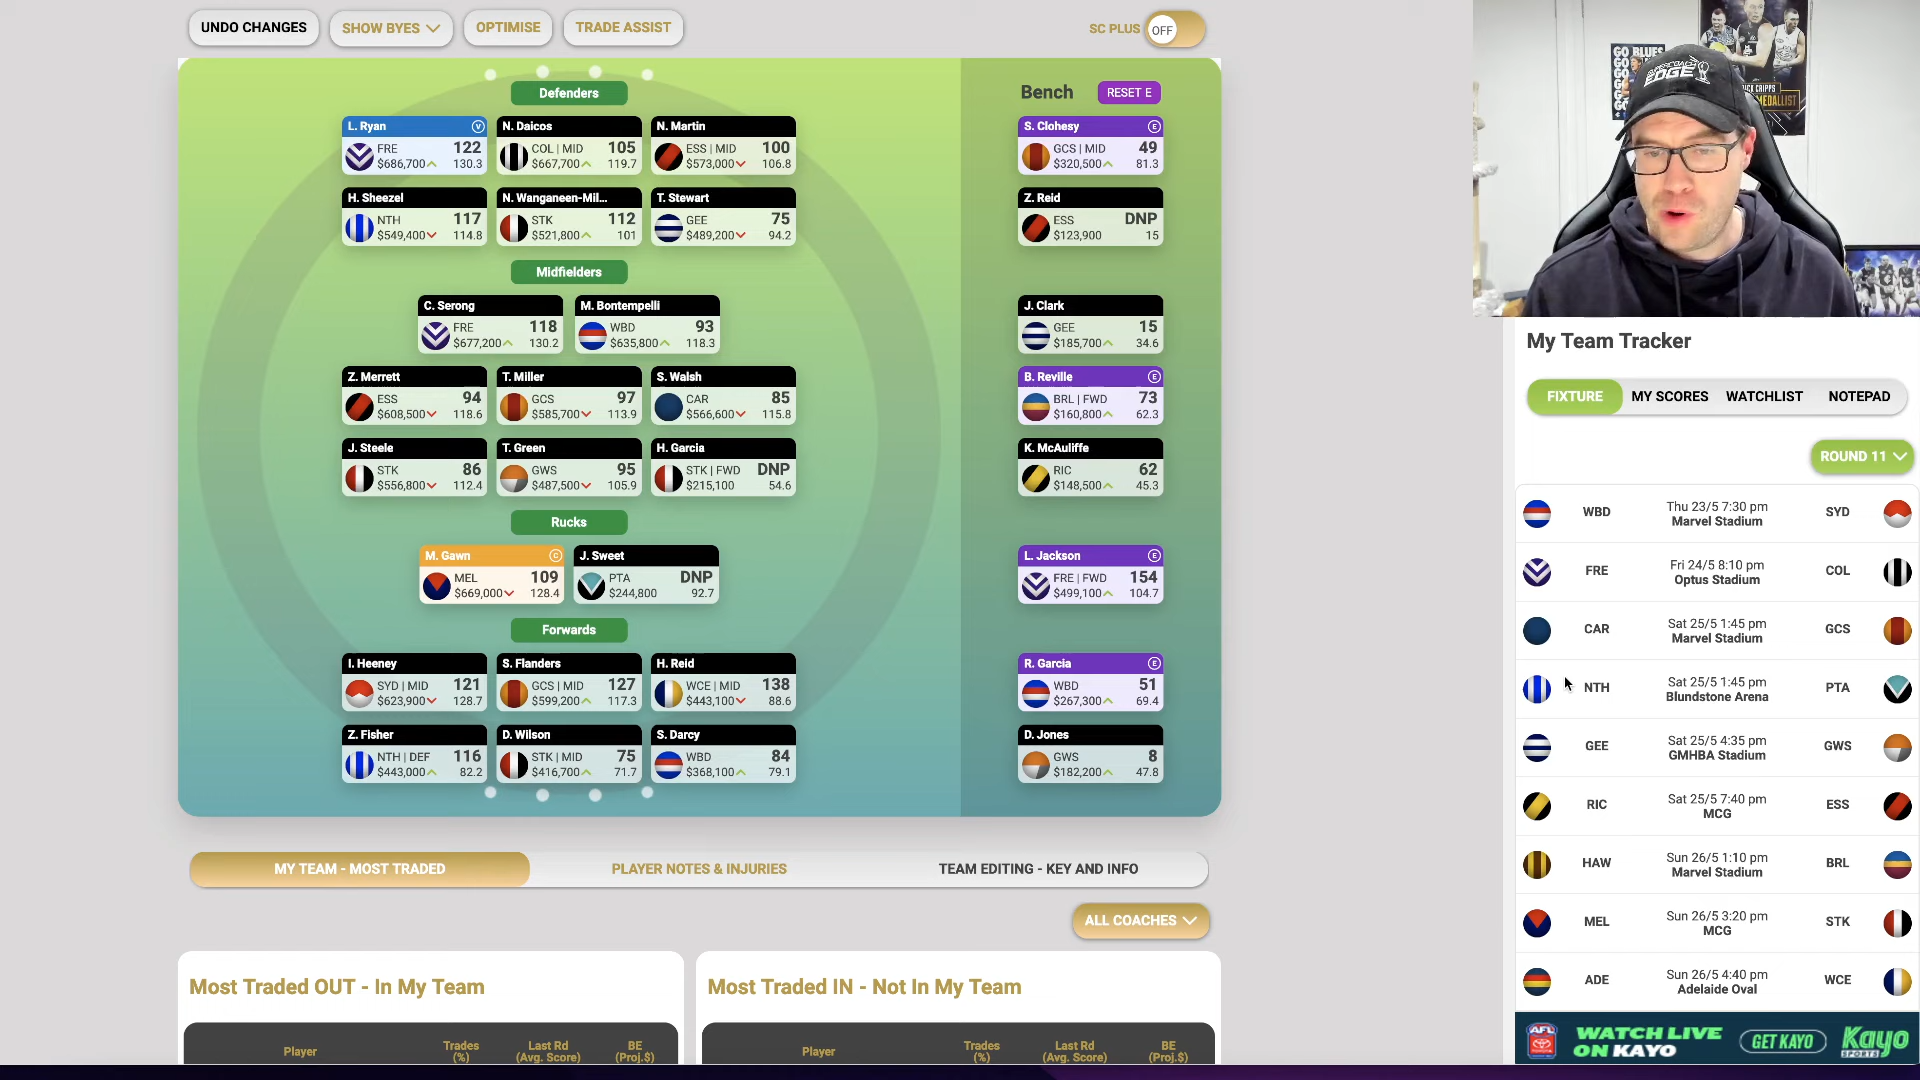 UNDO CHANGES
SHOW BYES
OPTIMISE
TRADE ASSIST
SC PLUS OFF
Defenders
L. Ryan V
FRE 122
$686,700 130.3
N. Daicos
COL | MID 105
$667,700 119.7
N. Martin
ESS | MID 100
$573,000 106.8
H. Sheezel
NTH 117
$549,400 114.8
N. Wanganeen-Mil...
STK 112
$521,800 101
T. Stewart
GEE 75
$489,200 94.2
Midfielders
C. Serong
FRE 118
$677,200 130.2
M. Bontempelli
WBD 93
$635,800 118.3
Z. Merrett
ESS 94
$608,500 118.6
T. Miller
GCS 97
$585,700 113.9
S. Walsh
CAR 85
$566,600 115.8
J. Steele
STK 86
$556,800 112.4
T. Green
GWS 95
$487,500 105.9
H. Garcia
STK | FWD DNP
$215,100 54.6
Rucks
M. Gawn C
MEL 109
$669,000 128.4
J. Sweet
PTA DNP
$244,800 92.7
Forwards
I. Heeney
SYD | MID 121
$623,900 128.7
S. Flanders
GCS | MID 127
$599,200 117.3
H. Reid
WCE | MID 138
$443,100 88.6
Z. Fisher
NTH | DEF 116
$443,000 82.2
D. Wilson
STK | MID 75
$416,700 71.7
S. Darcy
WBD 84
$368,100 79.1
Bench
RESET E
S. Clohesy E
GCS | MID 49
$320,500 81.3
Z. Reid
ESS DNP
$123,900 15
J. Clark
GEE 15
$185,700 34.6
B. Reville E
BRL | FWD 73
$160,800 62.3
K. McAuliffe
RIC 62
$148,500 45.3
L. Jackson E
FRE | FWD 154
$499,100 104.7
R. Garcia E
WBD 51
$267,300 69.4
D. Jones
GWS 8
$182,200 47.8
MY TEAM - MOST TRADED
PLAYER NOTES & INJURIES
TEAM EDITING - KEY AND INFO
ALL COACHES
Most Traded OUT - In My Team
Player
Trades (%)
Last Rd (Avg. Score)
BE (Proj.$)
Most Traded IN - Not In My Team
Player
Trades (%)
Last Rd (Avg. Score)
BE (Proj.$)
GO BLUES
SUPERCOACH
EDGE
My Team Tracker
FIXTURE
MY SCORES
WATCHLIST
NOTEPAD
ROUND 11
WBD Thu 23/5 7:30 pm SYD
Marvel Stadium
FRE Fri 24/5 8:10 pm COL
Optus Stadium
CAR Sat 25/5 1:45 pm GCS
Marvel Stadium
NTH Sat 25/5 1:45 pm PTA
Blundstone Arena
GEE Sat 25/5 4:35 pm GWS
GMHBA Stadium
RIC Sat 25/5 7:40 pm ESS
MCG
HAW Sun 26/5 1:10 pm BRL
Marvel Stadium
MEL Sun 26/5 3:20 pm STK
MCG
ADE Sun 26/5 4:40 pm WCE
Adelaide Oval
AFL
WATCH LIVE
ON KAYO
GET KAYO
Kayo
SPORTS